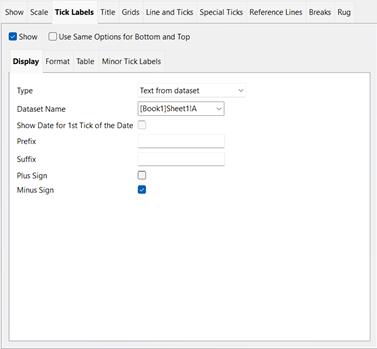 Show Scale Tick Labels Title Grids Line and Ticks Special Ticks Reference Lines Breaks Rug
Show Use Same Options for Bottom and Top
Display Format Table Minor Tick Labels
Type Text from dataset
Dataset Name [Book1]Sheet1!A
Show Date for 1st Tick of the Date
Prefix
Suffix
Plus Sign
Minus Sign